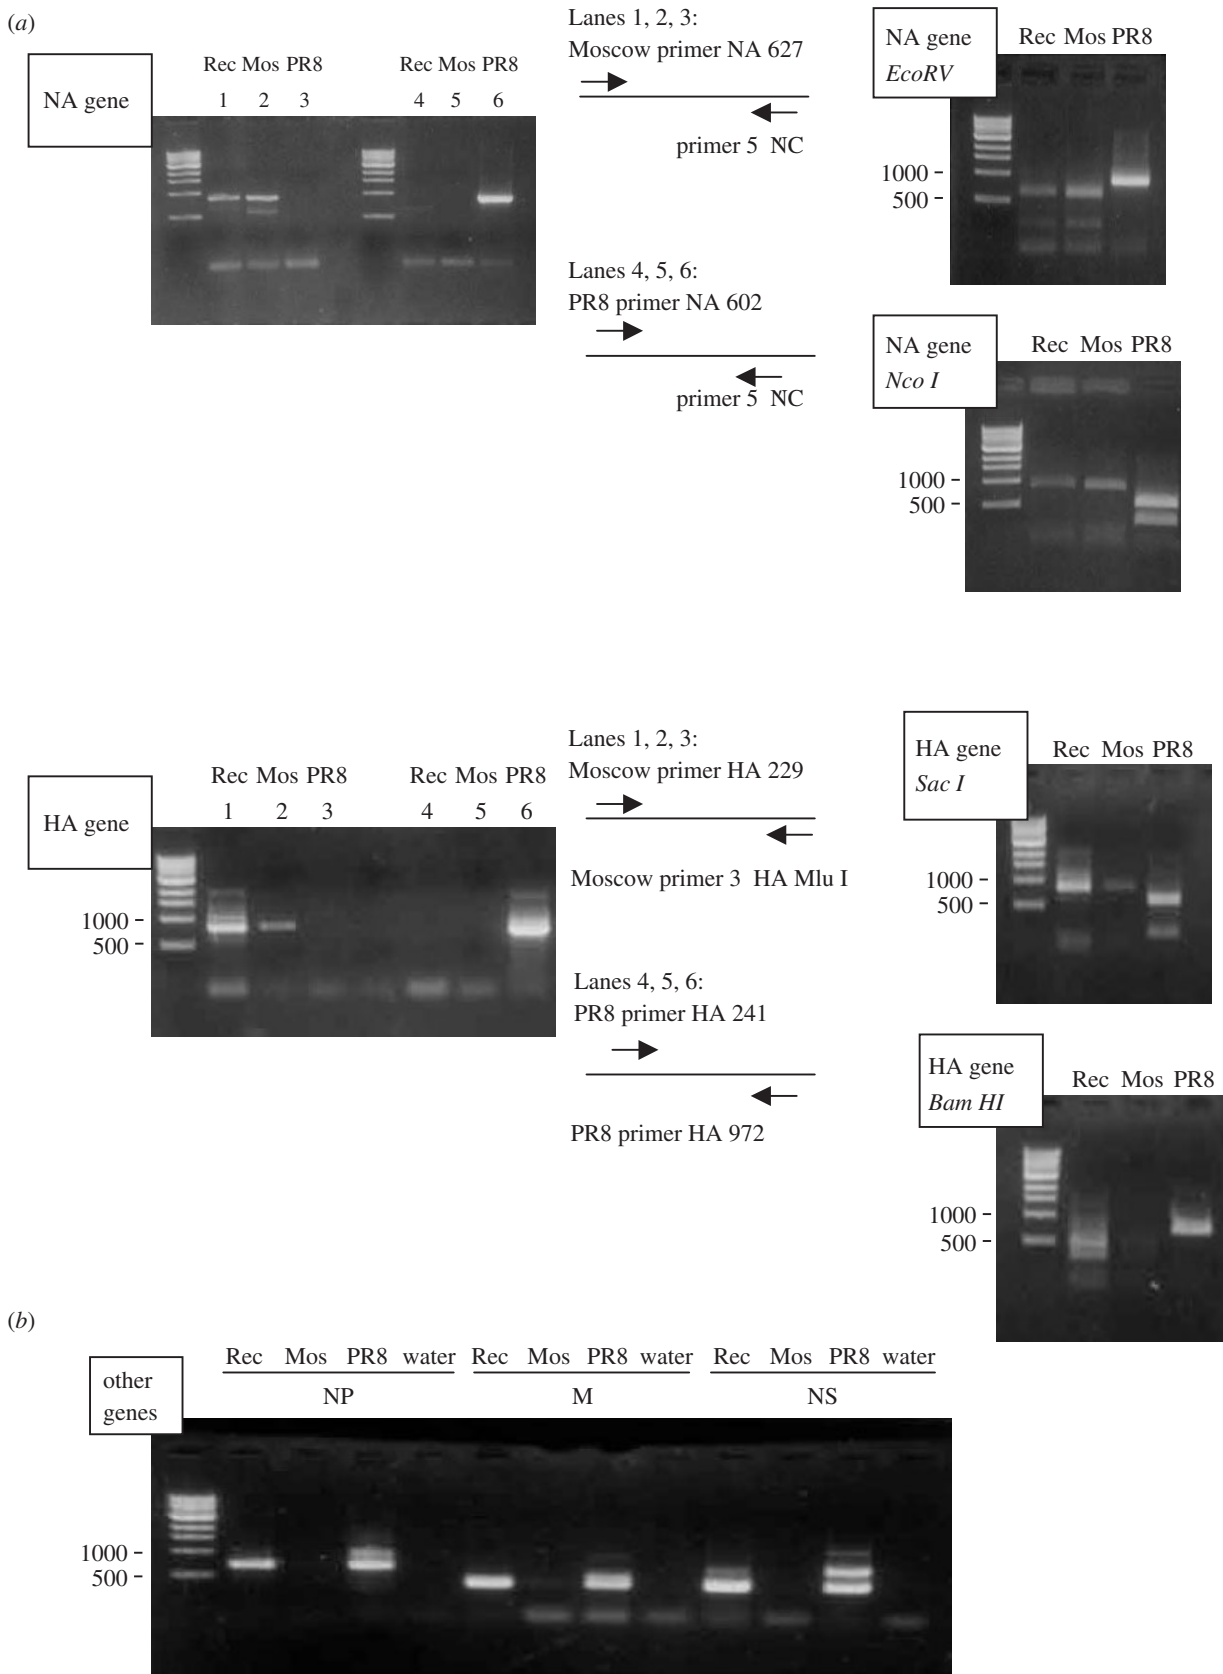 (a)
NA gene
Rec Mos PR8
1 2 3
Rec Mos PR8
4 5 6
Lanes 1, 2, 3:
Moscow primer NA 627
primer 5 NC
Lanes 4, 5, 6:
PR8 primer NA 602
primer 5 NC
NA gene
EcoRV
Rec Mos PR8
1000 -
500 -
NA gene
Nco I
Rec Mos PR8
1000 -
500 -
HA gene
Rec Mos PR8
1 2 3
Rec Mos PR8
4 5 6
1000 -
500 -
Lanes 1, 2, 3:
Moscow primer HA 229
Moscow primer 3 HA Mlu I
Lanes 4, 5, 6:
PR8 primer HA 241
PR8 primer HA 972
HA gene
Sac I
Rec Mos PR8
1000 -
500 -
HA gene
Bam HI
Rec Mos PR8
1000 -
500 -
(b)
other
genes
Rec Mos PR8 water Rec Mos PR8 water Rec Mos PR8 water
NP M NS
1000 -
500 -